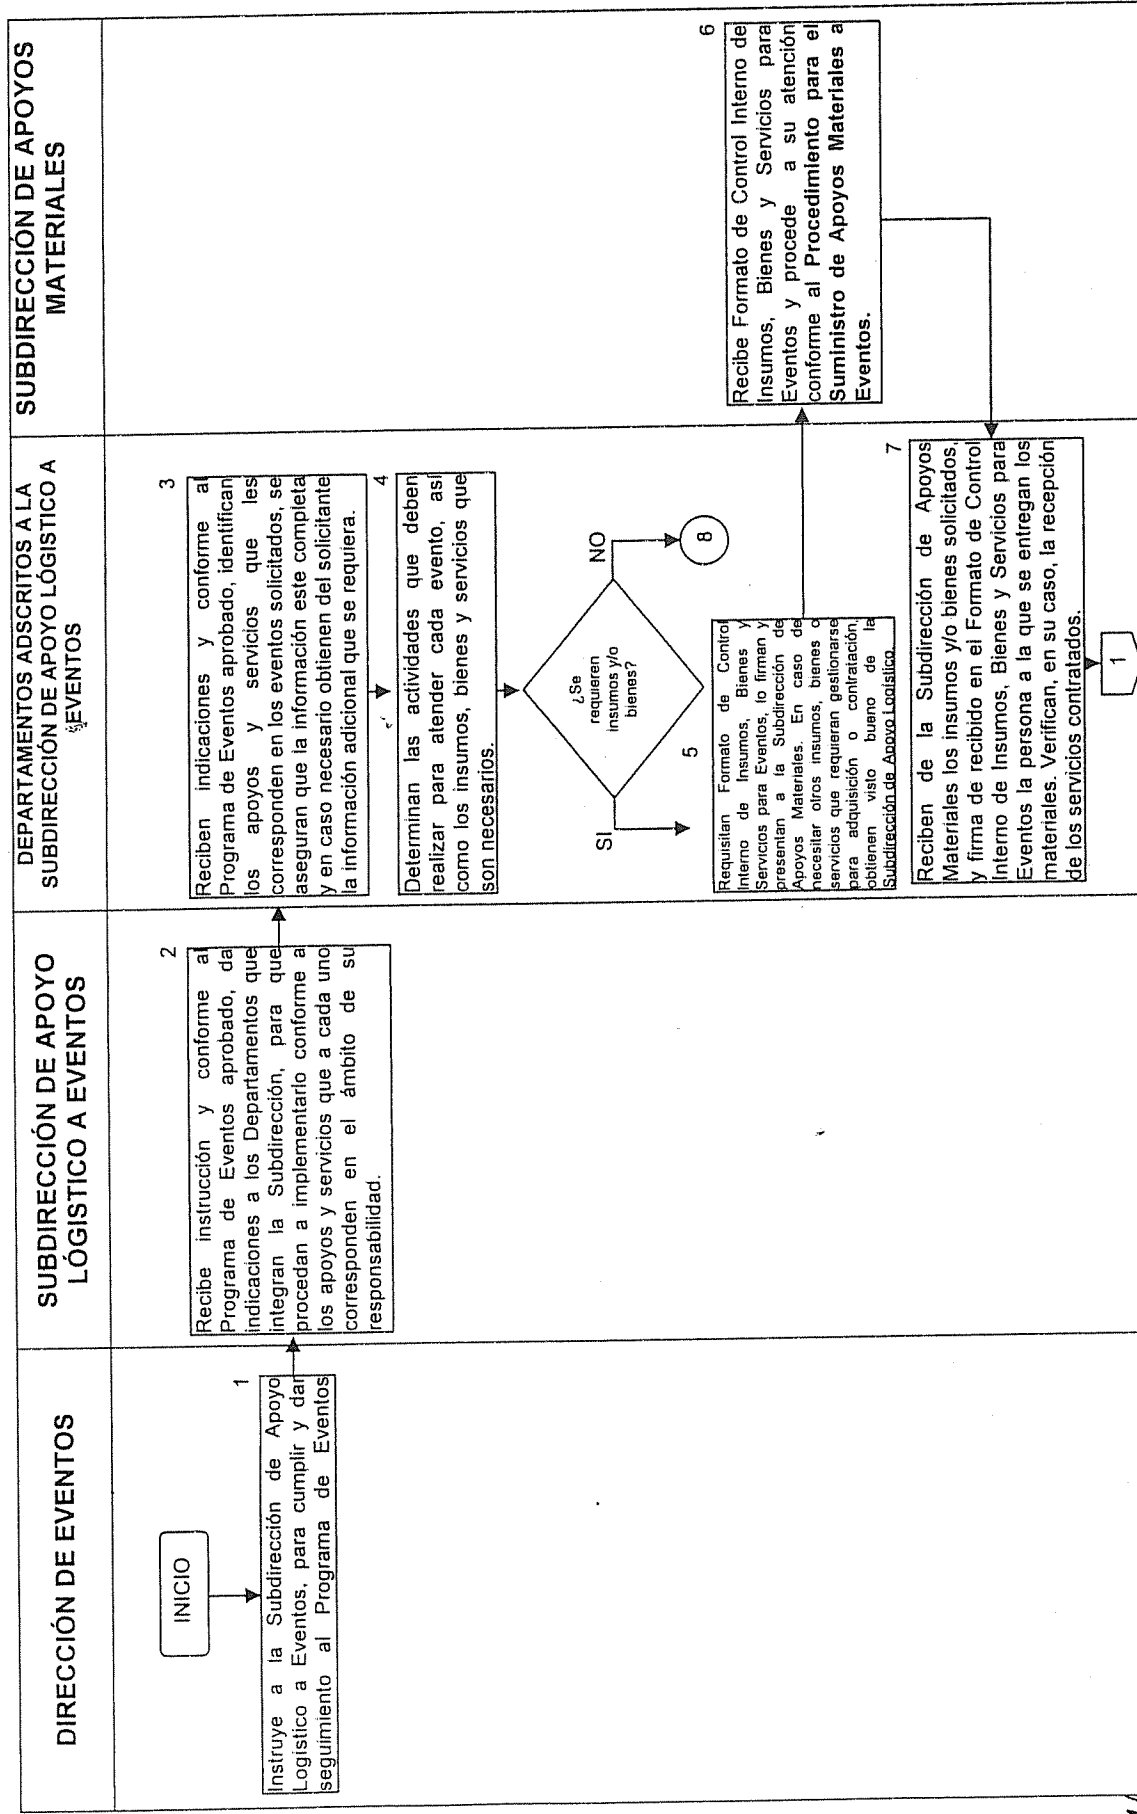 DIRECCIÓN DE EVENTOS
SUBDIRECCIÓN DE APOYO
LÓGISTICO A EVENTOS
DEPARTAMENTOS ADSCRITOS A LA
SUBDIRECCIÓN DE APOYO LÓGISTICO A
EVENTOS
SUBDIRECCIÓN DE APOYOS
MATERIALES
INICIO
1
Instruye a la Subdirección de Apoyo
Logístico a Eventos, para cumplir y dar
seguimiento al Programa de Eventos
2
Recibe instrucción y conforme al
Programa de Eventos aprobado, da
indicaciones a los Departamentos que
integran la Subdirección, para que
procedan a implementarlo conforme a
los apoyos y servicios que a cada uno
corresponden en el ámbito de su
responsabilidad.
3
Reciben indicaciones y conforme al
Programa de Eventos aprobado, identifican
los apoyos y servicios que les
corresponden en los eventos solicitados, se
aseguran que la información este completa
y en caso necesario obtienen del solicitante
la información adicional que se requiera.
4
Determinan las actividades que deben
realizar para atender cada evento, así
como los insumos, bienes y servicios que
son necesarios.
¿Se
requieren
insumos y/o
bienes?
NO
8
SI
5
Requisitan Formato de Control
Interno de Insumos, Bienes y
Servicios para Eventos, lo firman y
presentan a la Subdirección de
Apoyos Materiales. En caso de
necesitar otros insumos, bienes o
servicios que requieran gestionarse
para adquisición o contratación,
obtienen visto bueno de la
Subdirección de Apoyo Logístico.
6
Recibe Formato de Control Interno de
Insumos, Bienes y Servicios para
Eventos y procede a su atención
conforme al Procedimiento para el
Suministro de Apoyos Materiales a
Eventos.
7
Reciben de la Subdirección de Apoyos
Materiales los insumos y/o bienes solicitados,
y firma de recibido en el Formato de Control
Interno de Insumos, Bienes y Servicios para
Eventos la persona a la que se entregan los
materiales. Verifican, en su caso, la recepción
de los servicios contratados.
1